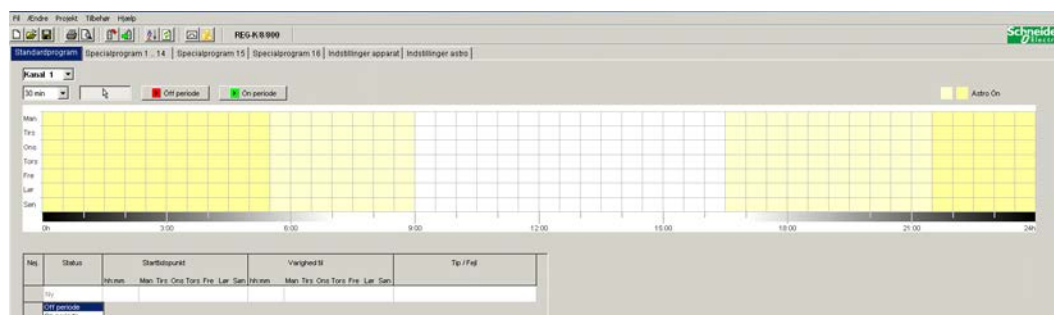 Fil Ændre Projekt Tilbehør Hjælp
REG-K/8/800
Schneide
Electri
Standardprogram Specialprogram 1 .. 14 Specialprogram 15 Specialprogram 16 Indstillinger apparat Indstillinger astro
Kanal 1
30 min Off periode On periode Astro On
Man
Tirs
Ons
Tors
Fre
Lør
Søn
0h 3:00 6:00 9:00 12:00 15:00 18:00 21:00 24h
Nej. Status Starttidspunkt Varighed til Tip / Fejl
hh:mm Man Tirs Ons Tors Fre Lør Søn hh:mm Man Tirs Ons Tors Fre Lør Søn
Ny
Off periode